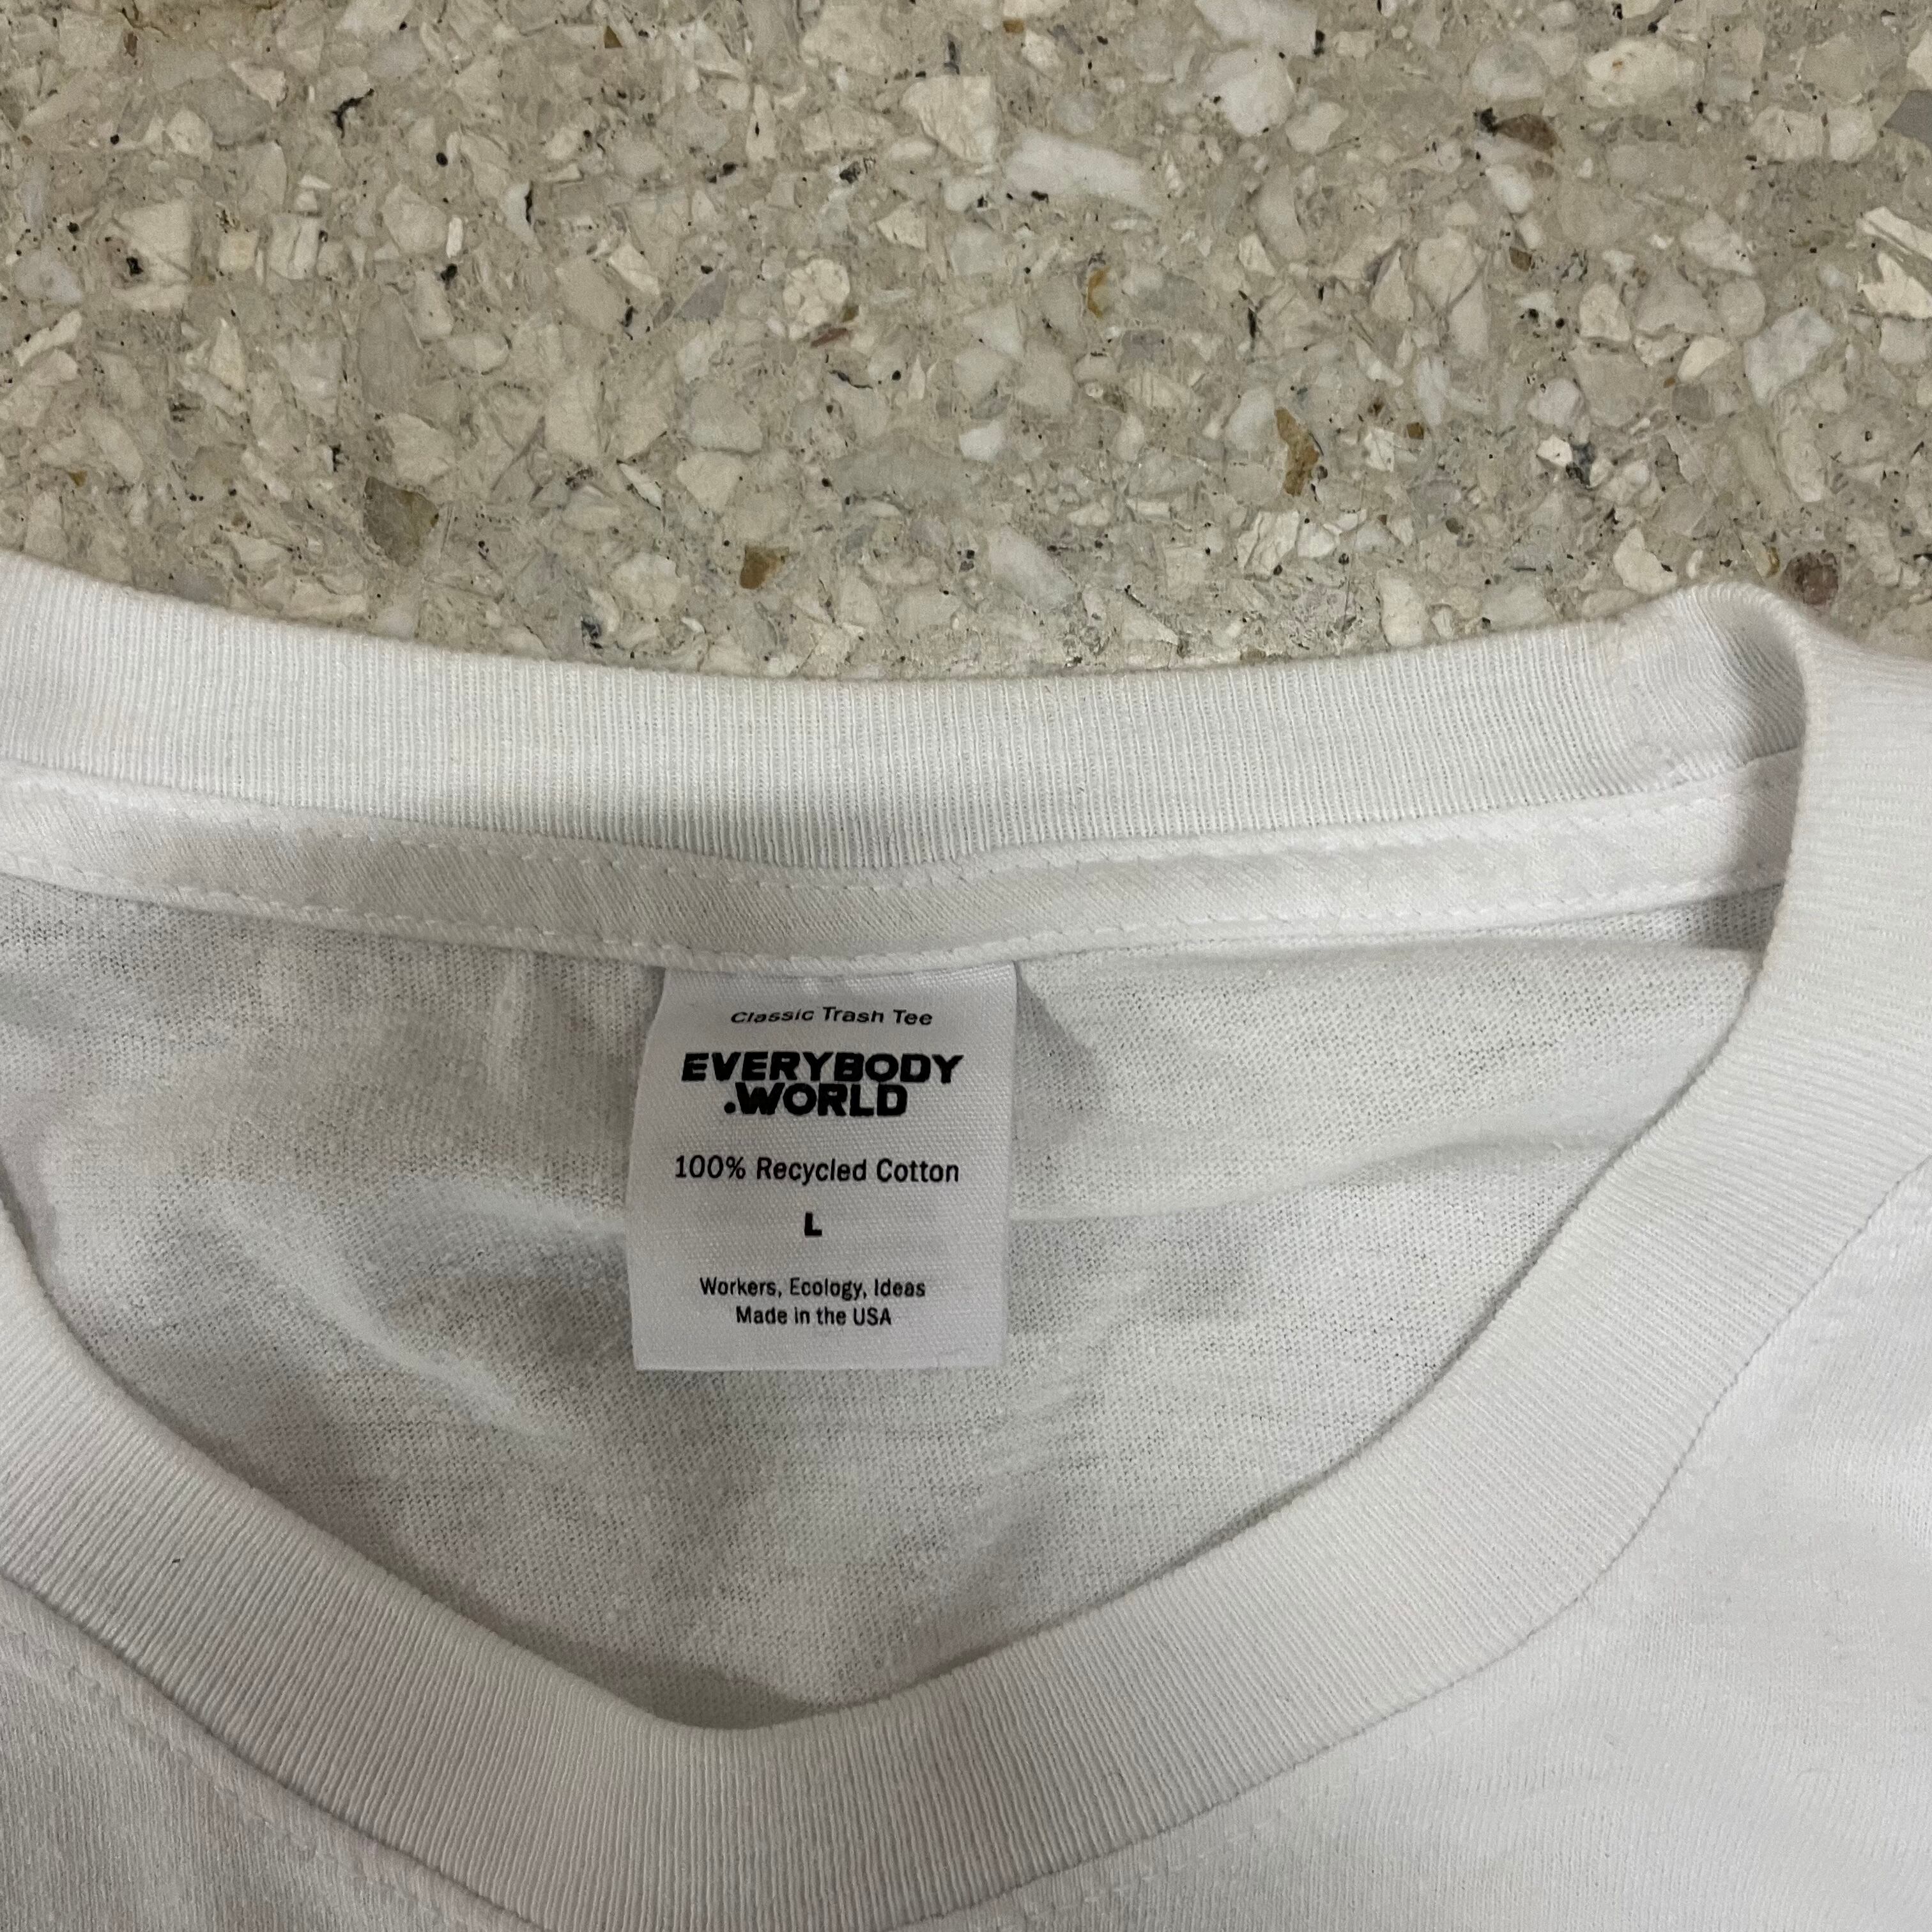 Classic Trash Tee
EVERYBODY
.WORLD
100% Recycled Cotton
L
Workers, Ecology, Ideas
Made in the USA